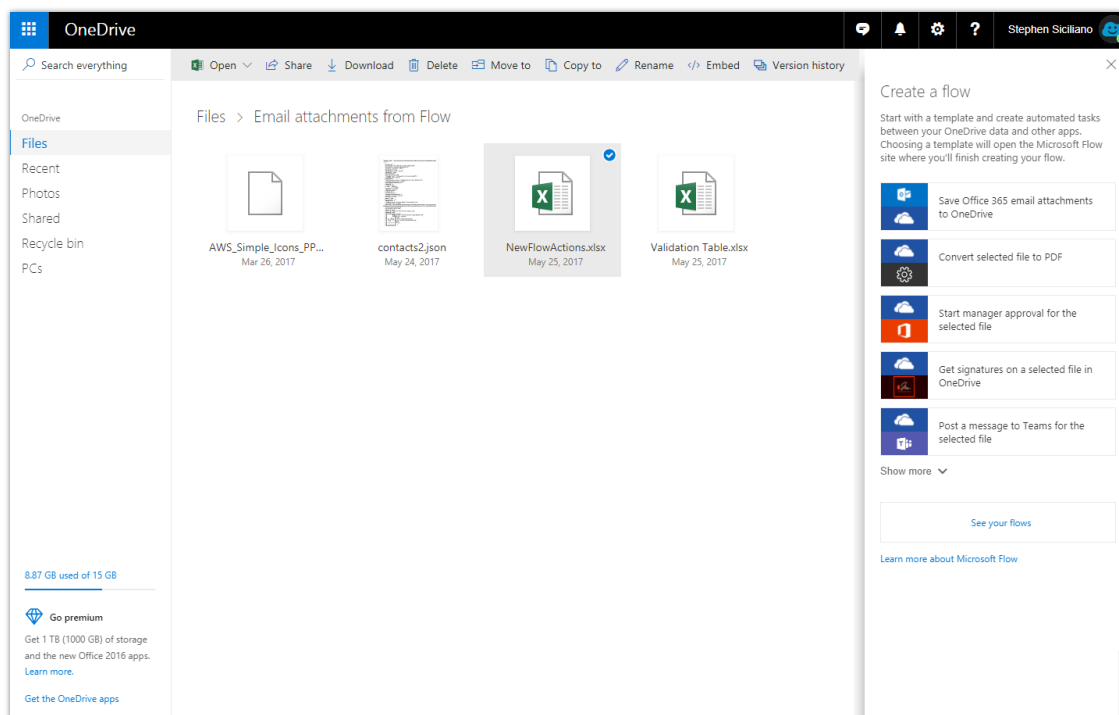 OneDrive
?
Stephen Siciliano
Search everything
Open
Share
Download
Delete
Move to
Copy to
Rename
Embed
Version history
OneDrive
Files
Recent
Photos
Shared
Recycle bin
PCs
8.87 GB used of 15 GB
Go premium
Get 1 TB (1000 GB) of storage
and the new Office 2016 apps.
Learn more.
Get the OneDrive apps
Files > Email attachments from Flow
AWS_Simple_Icons_PP...
Mar 26, 2017
contacts2.json
May 24, 2017
NewFlowActions.xlsx
May 25, 2017
Validation Table.xlsx
May 25, 2017
Create a flow
Start with a template and create automated tasks
between your OneDrive data and other apps.
Choosing a template will open the Microsoft Flow
site where you'll finish creating your flow.
Save Office 365 email attachments
to OneDrive
Convert selected file to PDF
Start manager approval for the
selected file
Get signatures on a selected file in
OneDrive
Post a message to Teams for the
selected file
Show more
See your flows
Learn more about Microsoft Flow